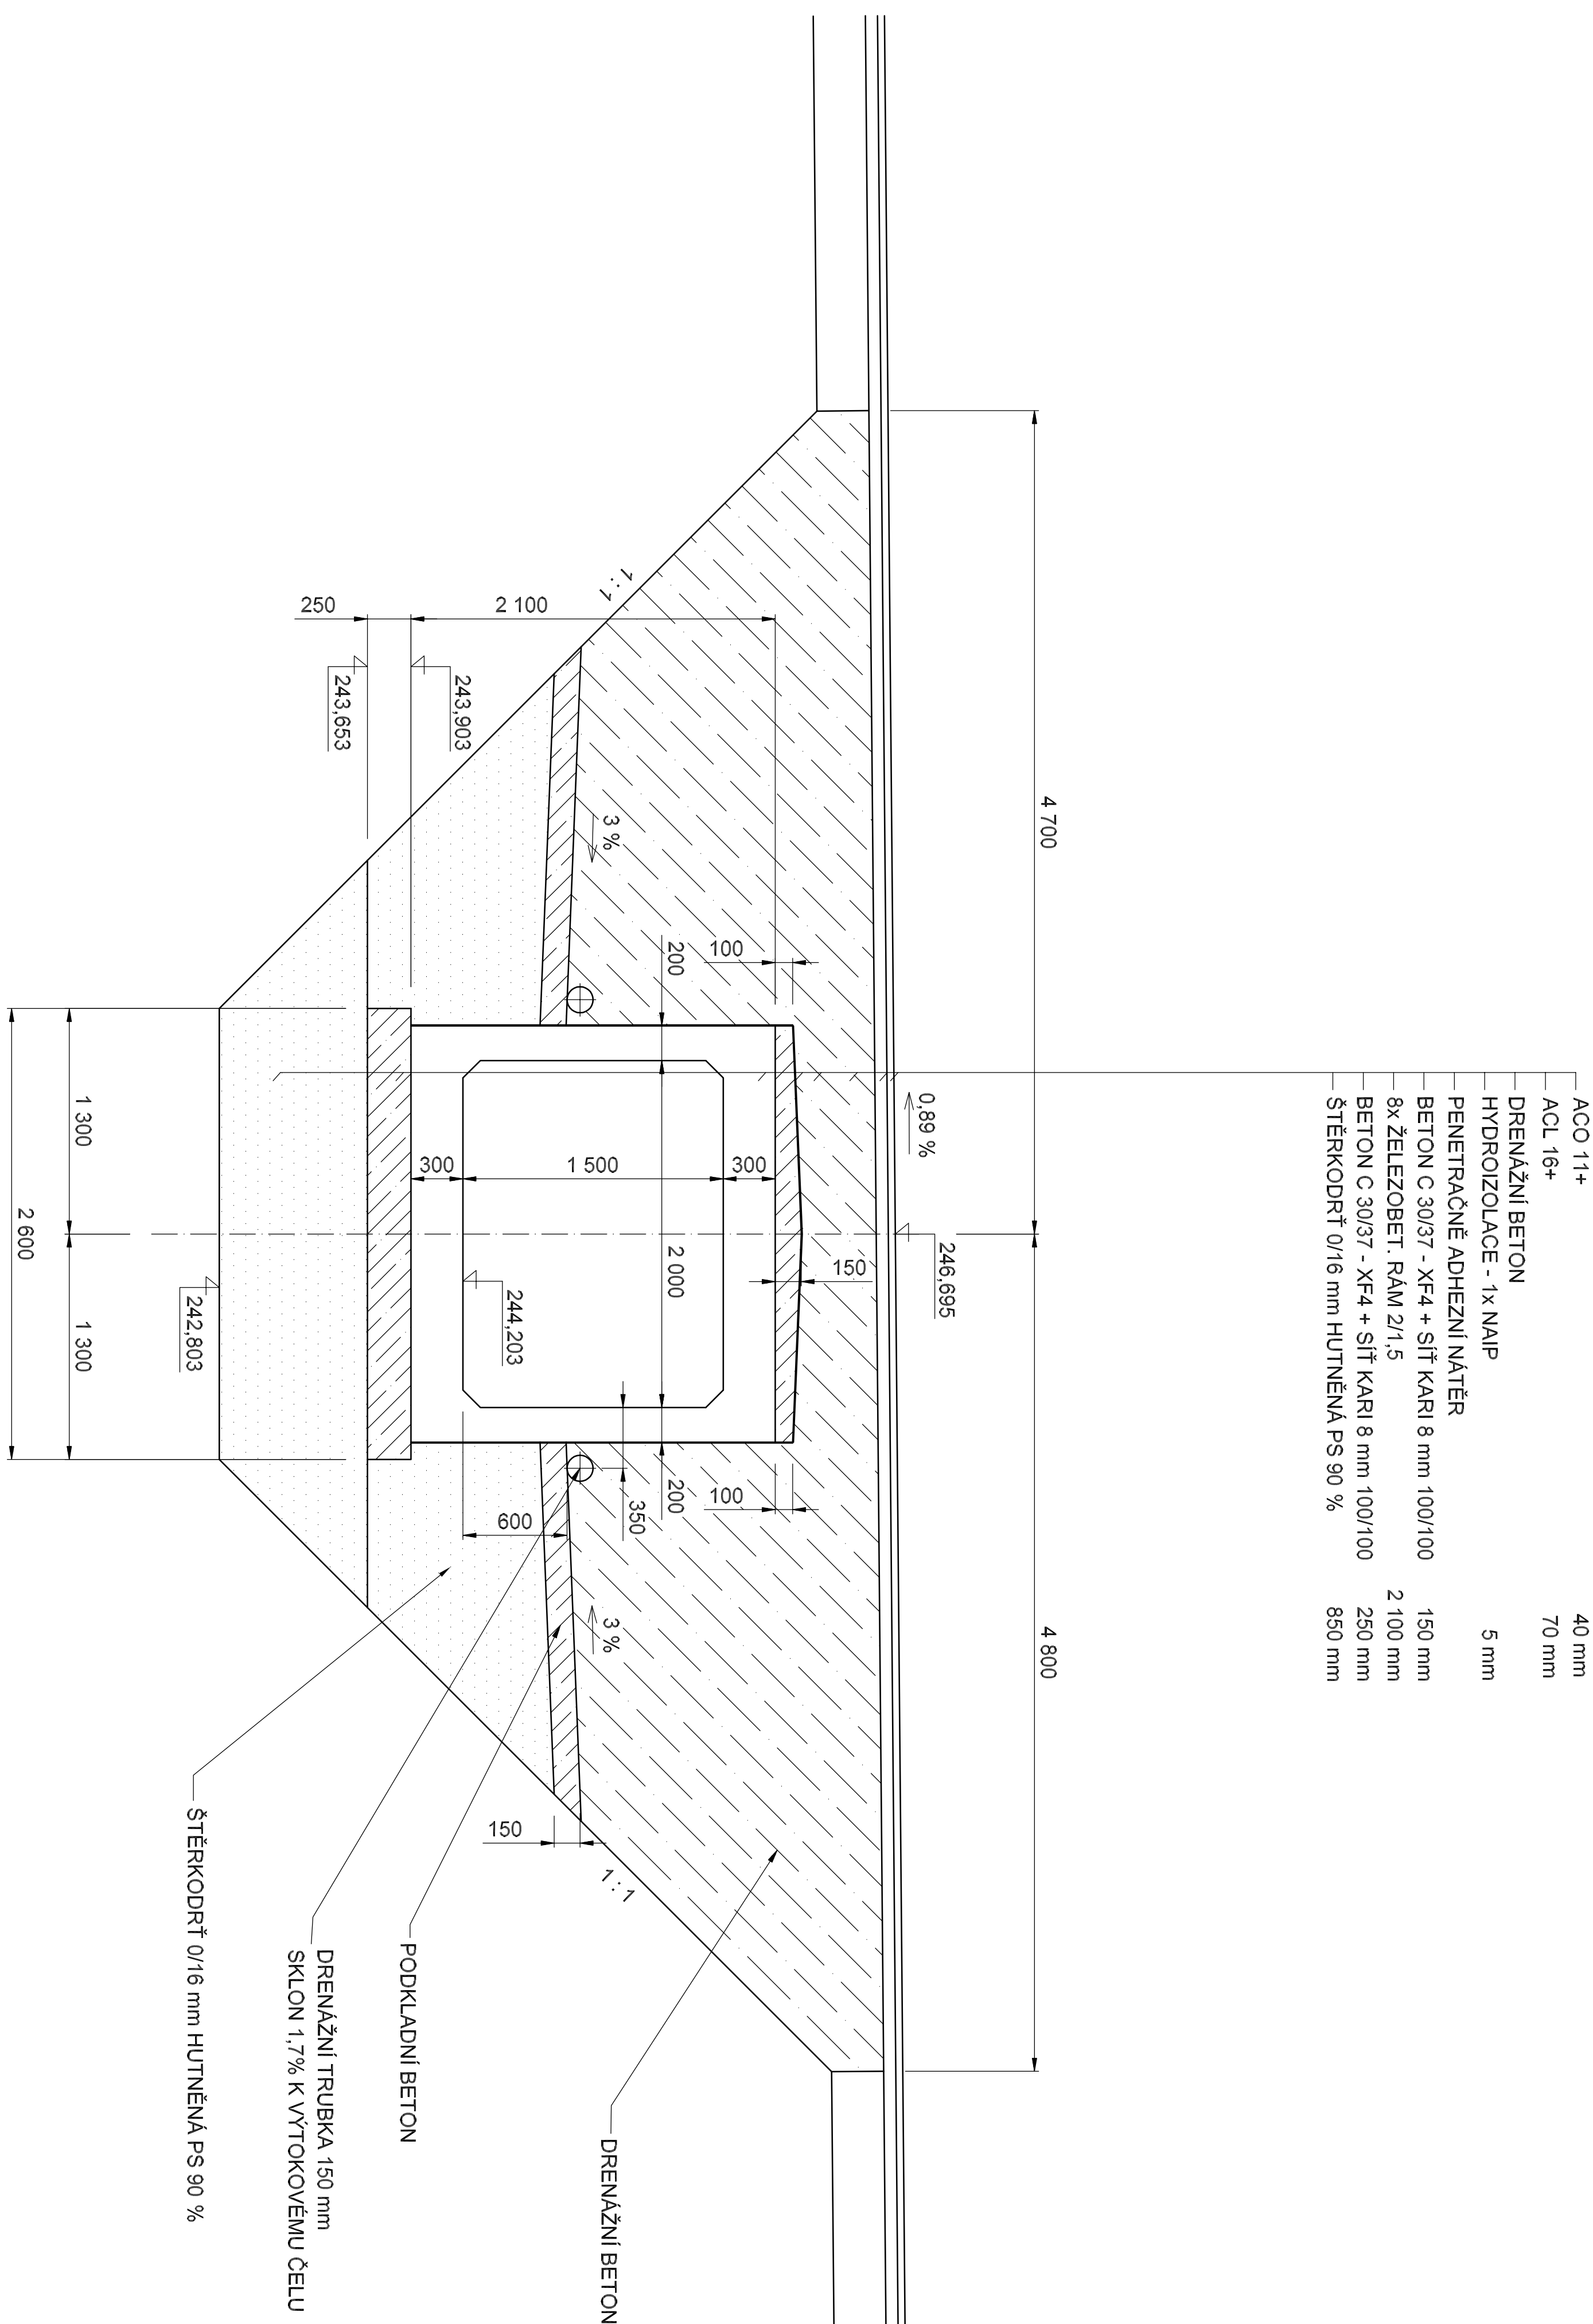 ACO 11+ 40 mm
ACL 16+ 70 mm
DRENÁŽNÍ BETON
HYDROIZOLACE - 1x NAIP 5 mm
PENETRAČNĚ ADHEZNÍ NÁTĚR
BETON C 30/37 - XF4 + SÍŤ KARI 8 mm 100/100 150 mm
8x ŽELEZOBET. RÁM 2/1,5 2 100 mm
BETON C 30/37 - XF4 + SÍŤ KARI 8 mm 100/100 250 mm
ŠTĚRKODRŤ 0/16 mm HUTNĚNÁ PS 90 % 850 mm
4 700
4 800
246,695
0,89 %
100
150
100
300
200
2 000
200
350
1 500
2 100
1 : 1
3 %
3 %
1 : 1
600
150
244,203
300
243,903
250
243,653
242,803
1 300
1 300
2 600
DRENÁŽNÍ BETON
PODKLADNÍ BETON
DRENÁŽNÍ TRUBKA 150 mm
SKLON 1,7% K VÝTOKOVÉMU ČELU
ŠTĚRKODRŤ 0/16 mm HUTNĚNÁ PS 90 %